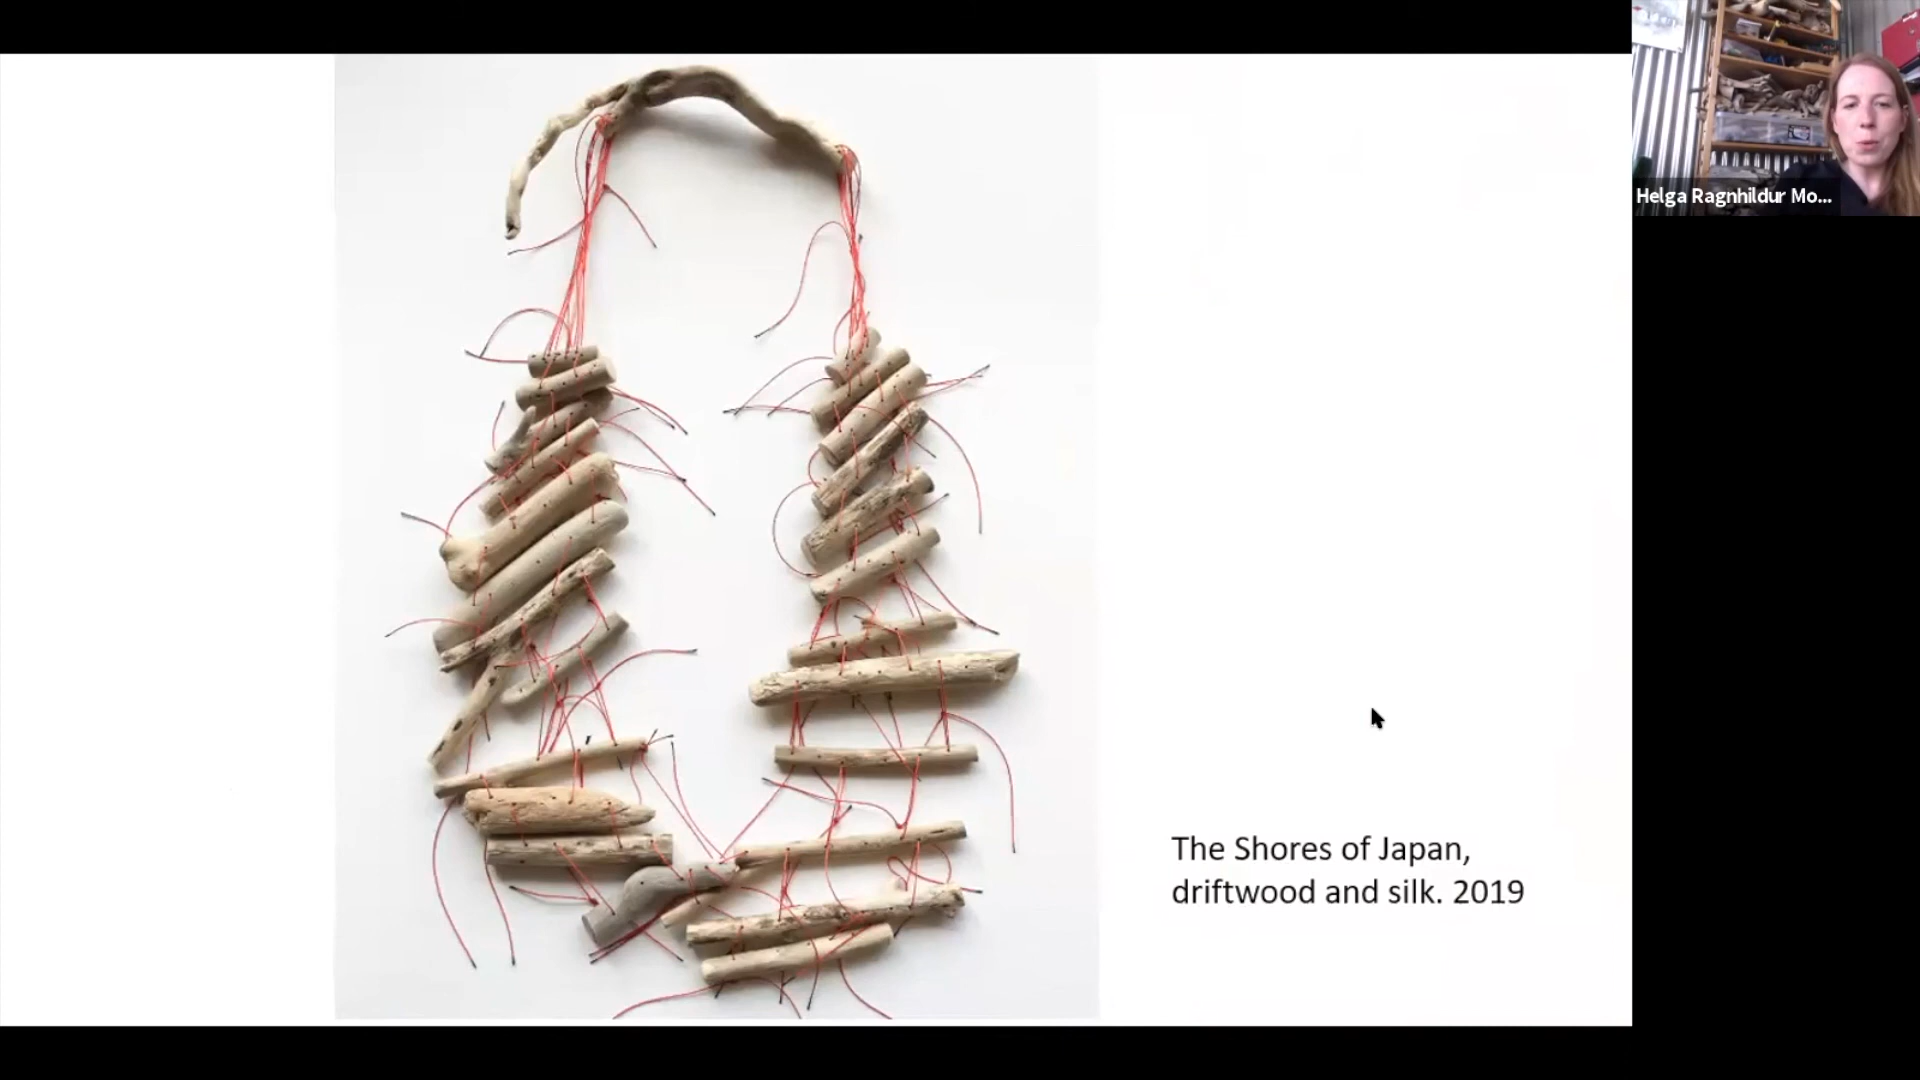 Helga Ragnhildur Mo...
The Shores of Japan,
driftwood and silk. 2019